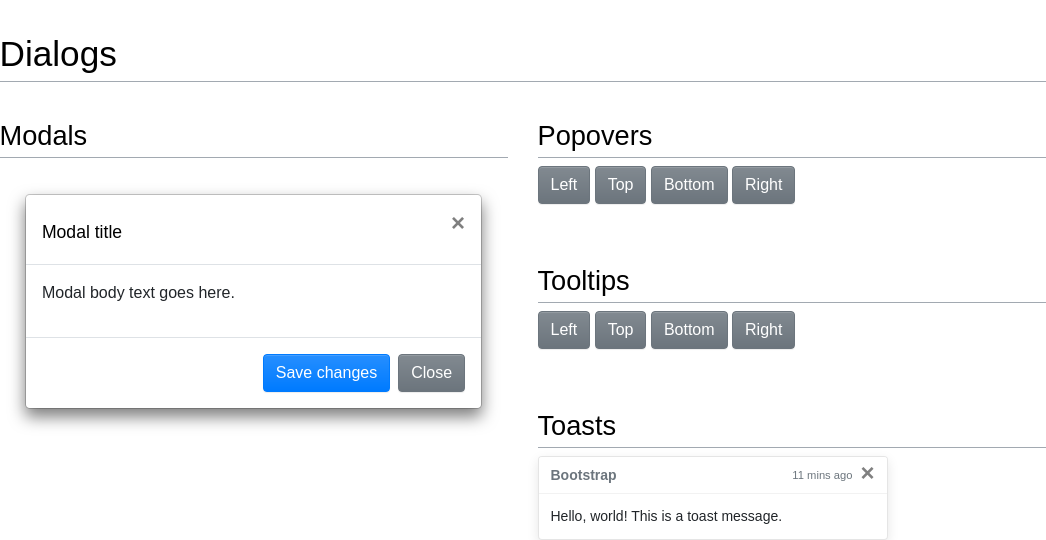 Dialogs
Modals
Modal title ×
Modal body text goes here.
Save changes Close
Popovers
Left Top Bottom Right
Tooltips
Left Top Bottom Right
Toasts
Bootstrap 11 mins ago ×
Hello, world! This is a toast message.